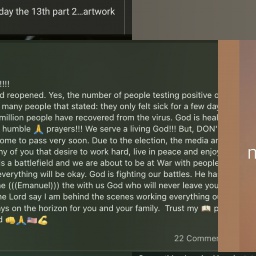 day the 13th part 2...artwork
!!!!
d reopened. Yes, the number of people testing positive c
many people that stated: they only felt sick for a few day
million people have recovered from the virus. God is heal
humble 🙏 prayers!!! We serve a living God!!! But, DON'
ome to pass very soon. Due to the election, the media ar
ny of you that desire to work hard, live in peace and enjoy
s a battlefield and we are about to be at War with people
everything will be okay. God is fighting our battles. He ha
e (((Emanuel))) the with us God who will never leave you
e Lord say I am behind the scenes working everything o
ys on the horizon for you and your family. Trust my 📖 p
d 👊🙏🇺🇸💪
22 Commen